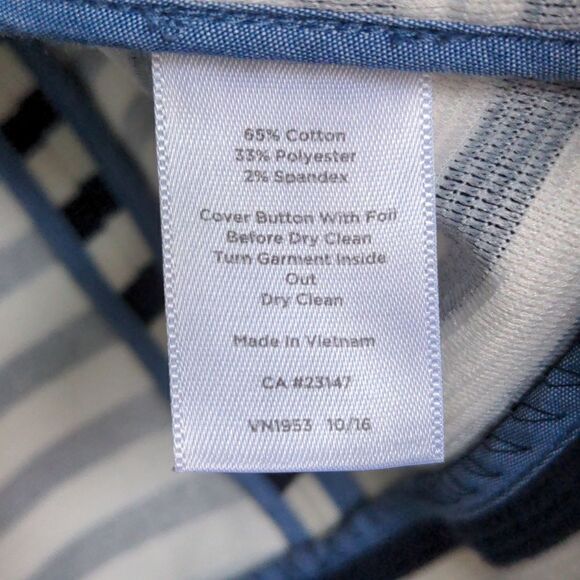 65% Cotton
33% Polyester
2% Spandex
Cover Button With Foil
Before Dry Clean
Turn Garment Inside
Out
Dry Clean
Made In Vietnam
CA #23147
VN1953 10/16